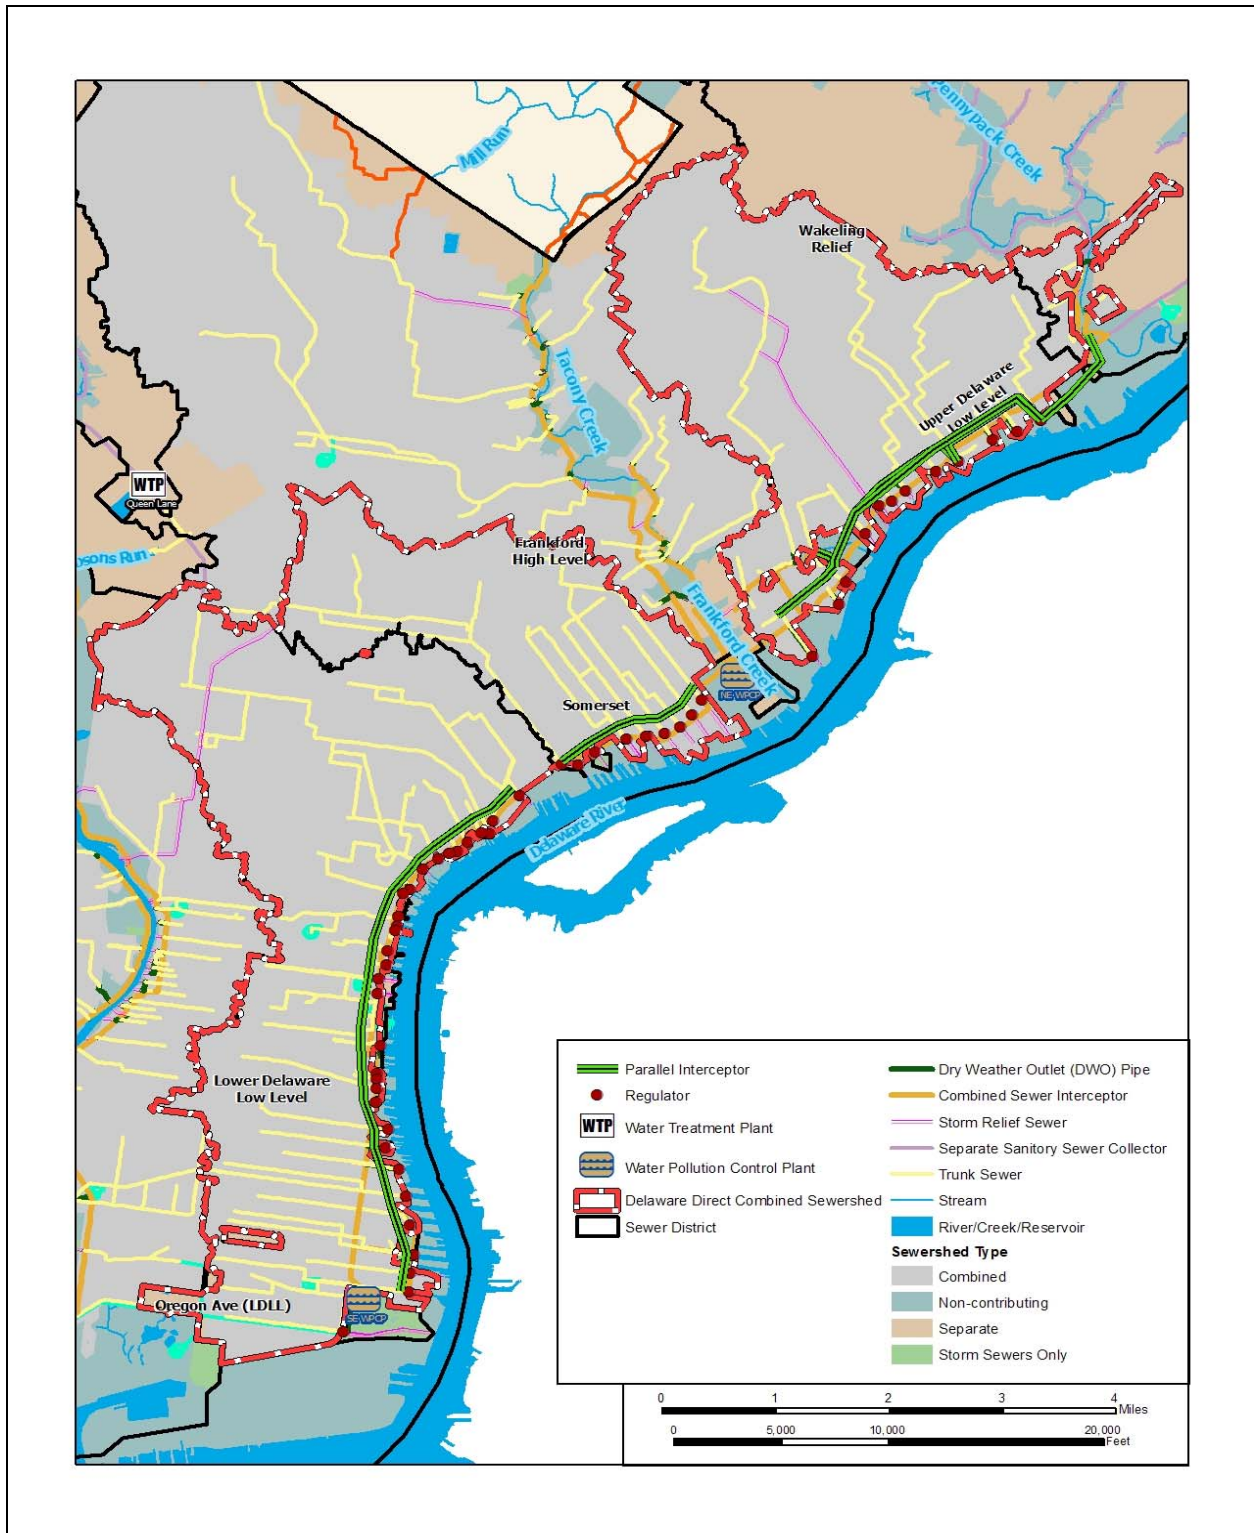 Pennypack Creek
Mill Run
Wakeling
Relief
Tacony Creek
Upper Delaware
Low Level
WTP
Queen Lane
Frankford
High Level
osons Run
Frankford Creek
NE WPCP
Somerset
Delaware River
Lower Delaware
Low Level
Oregon Ave (LDLL)
SE WPCP
Parallel Interceptor
Regulator
WTP Water Treatment Plant
Water Pollution Control Plant
Delaware Direct Combined Sewershed
Sewer District
Dry Weather Outlet (DWO) Pipe
Combined Sewer Interceptor
Storm Relief Sewer
Separate Sanitory Sewer Collector
Trunk Sewer
Stream
River/Creek/Reservoir
Sewershed Type
Combined
Non-contributing
Separate
Storm Sewers Only
0 1 2 3 4
Miles
0 5,000 10,000 20,000
Feet